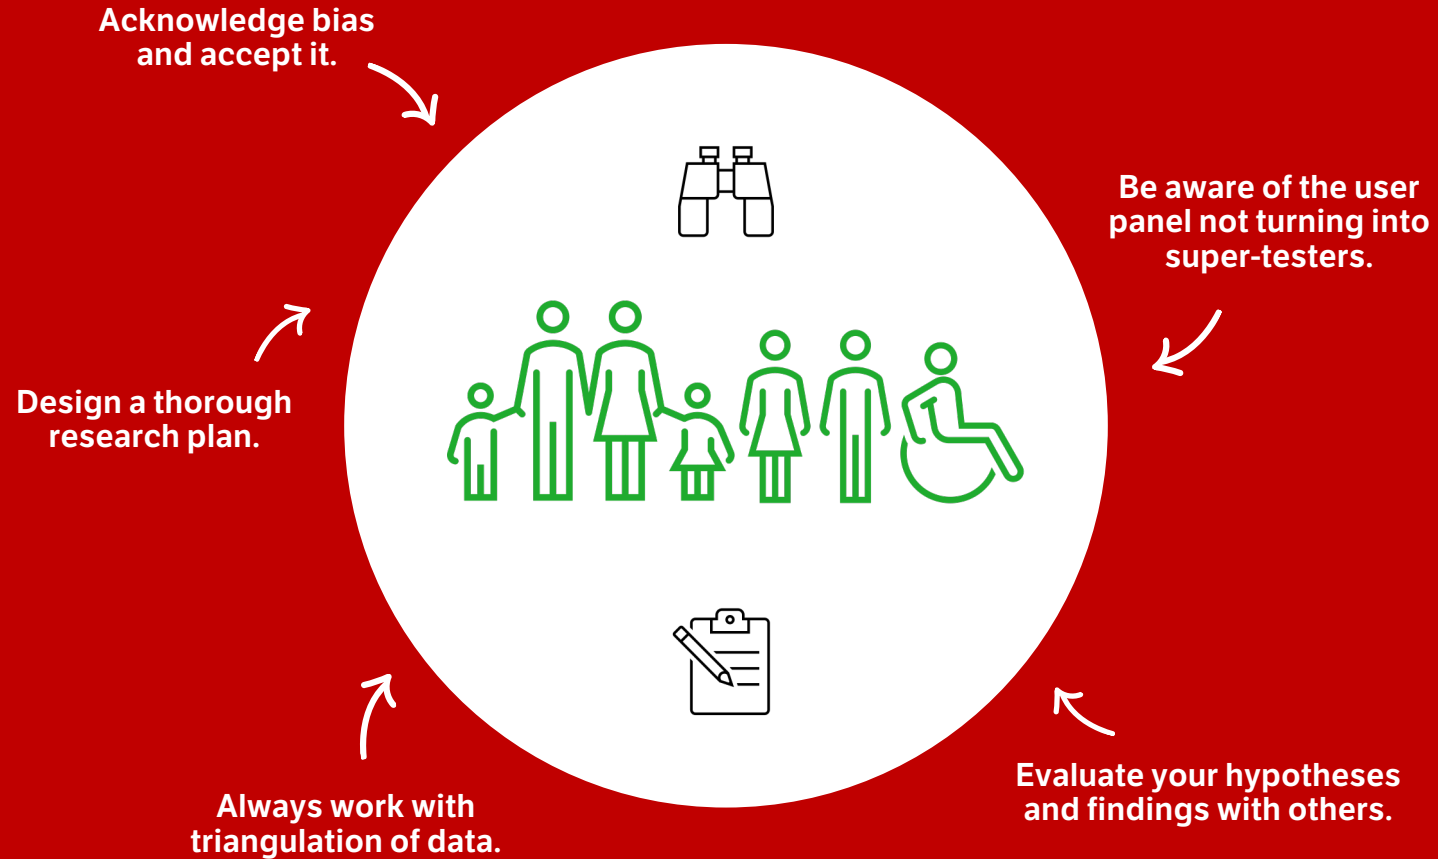 Acknowledge bias
and accept it.
Be aware of the user
panel not turning into
super-testers.
Design a thorough
research plan.
Evaluate your hypotheses
and findings with others.
Always work with
triangulation of data.